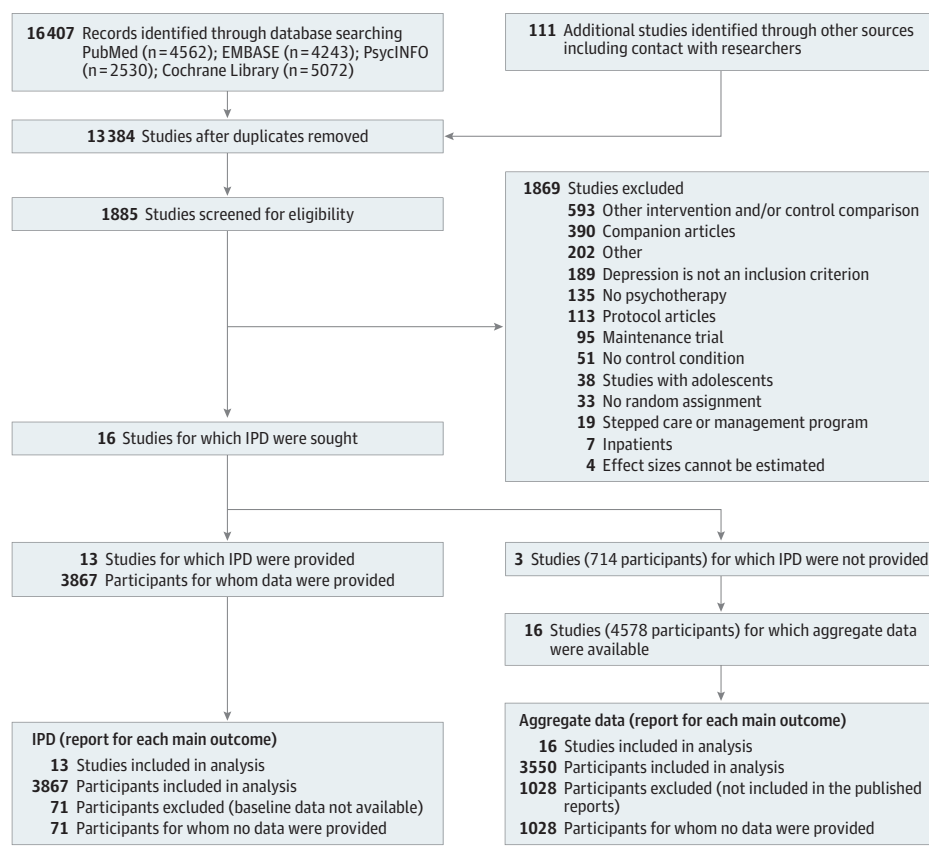 16407 Records identified through database searching
PubMed (n=4562); EMBASE (n=4243); PsycINFO
(n=2530); Cochrane Library (n=5072)
111 Additional studies identified through other sources
including contact with researchers
13384 Studies after duplicates removed
1885 Studies screened for eligibility
1869 Studies excluded
593 Other intervention and/or control comparison
390 Companion articles
202 Other
189 Depression is not an inclusion criterion
135 No psychotherapy
113 Protocol articles
95 Maintenance trial
51 No control condition
38 Studies with adolescents
33 No random assignment
19 Stepped care or management program
7 Inpatients
4 Effect sizes cannot be estimated
16 Studies for which IPD were sought
13 Studies for which IPD were provided
3867 Participants for whom data were provided
3 Studies (714 participants) for which IPD were not provided
16 Studies (4578 participants) for which aggregate data
were available
IPD (report for each main outcome)
13 Studies included in analysis
3867 Participants included in analysis
71 Participants excluded (baseline data not available)
71 Participants for whom no data were provided
Aggregate data (report for each main outcome)
16 Studies included in analysis
3550 Participants included in analysis
1028 Participants excluded (not included in the published
reports)
1028 Participants for whom no data were provided